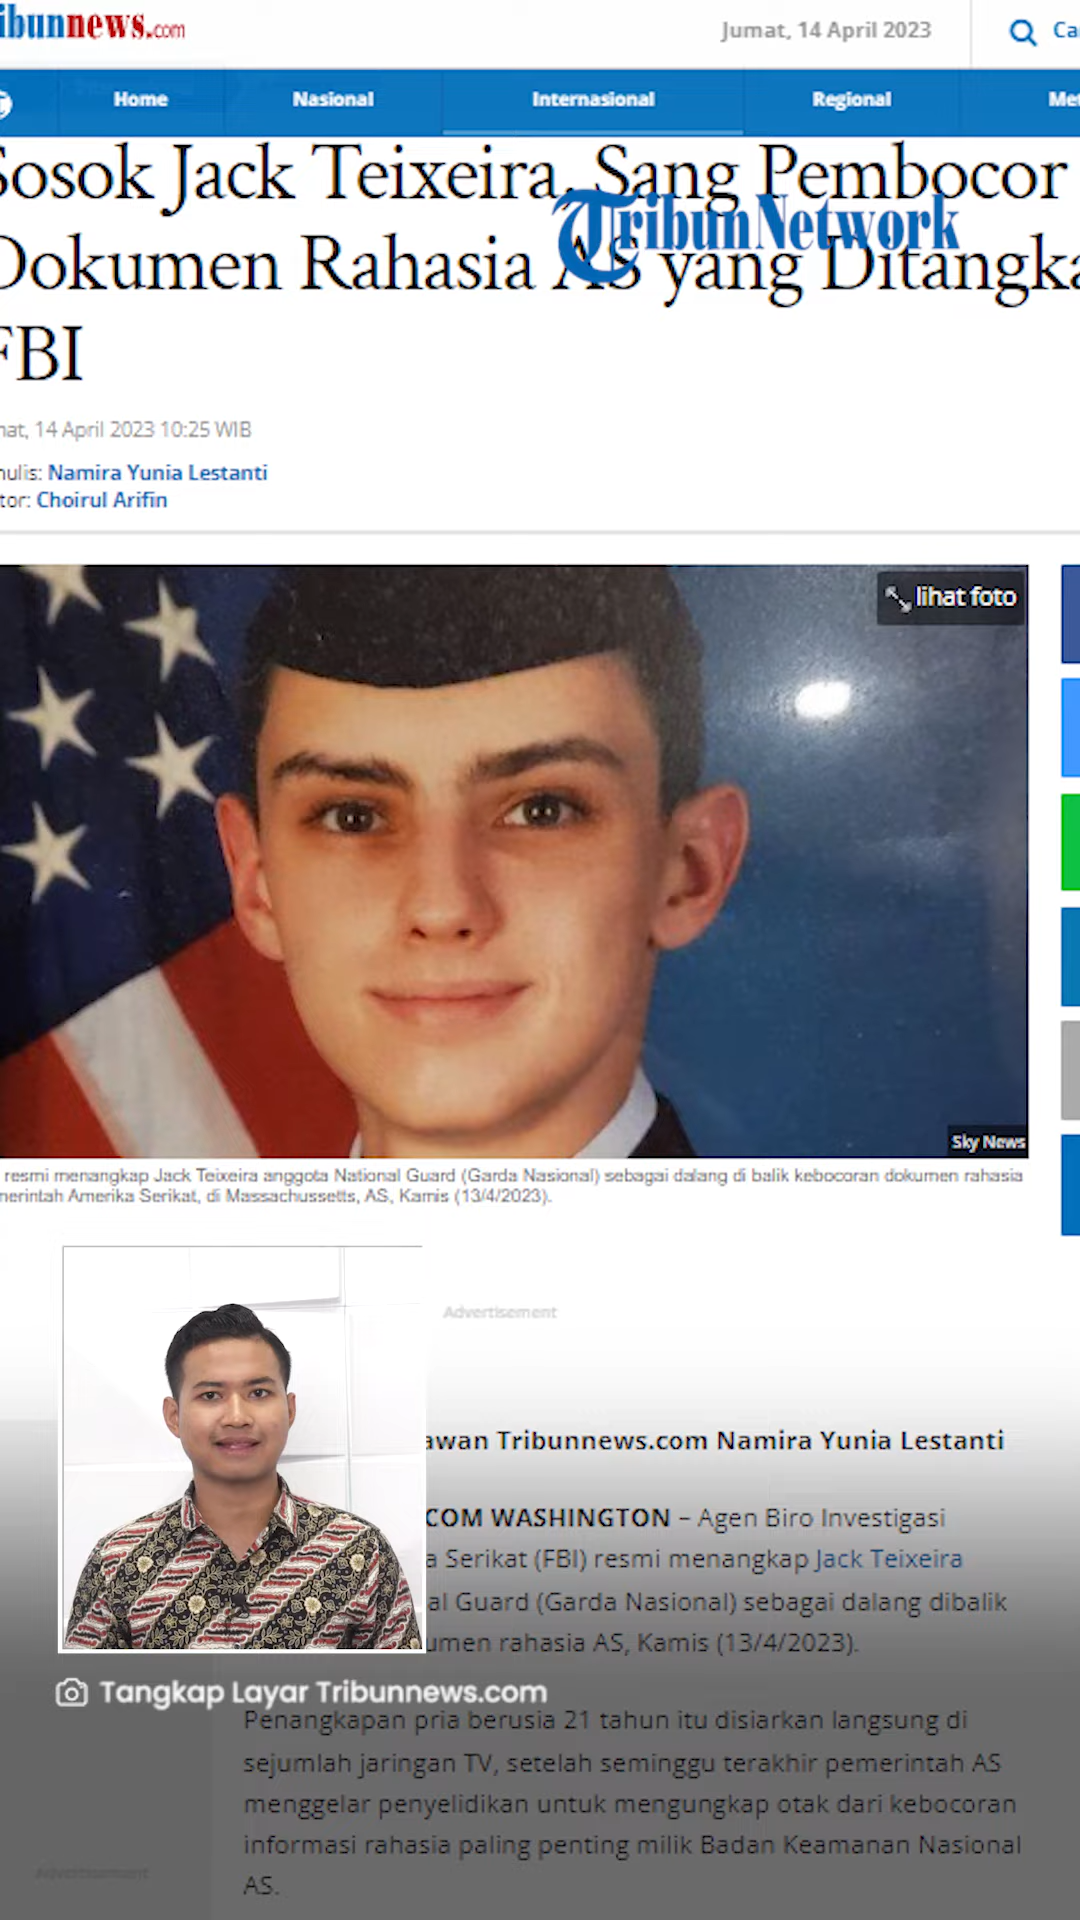 ibunnews.com
Jumat, 14 April 2023
Ca
Home Nasional Internasional Regional Met
Sosok Jack Teixeira, Sang Pembocor
TribunNetwork
Dokumen Rahasia AS yang Ditangka
FBI
mat, 14 April 2023 10:25 WIB
nulis: Namira Yunia Lestanti
tor: Choirul Arifin
lihat foto
Sky News
resmi menangkap Jack Teixeira anggota National Guard (Garda Nasional) sebagai dalang di balik kebocoran dokumen rahasia
merintah Amerika Serikat, di Massachussetts, AS, Kamis (13/4/2023).
Advertisement
awan Tribunnews.com Namira Yunia Lestanti
COM WASHINGTON – Agen Biro Investigasi
a Serikat (FBI) resmi menangkap Jack Teixeira
al Guard (Garda Nasional) sebagai dalang dibalik
umen rahasia AS, Kamis (13/4/2023).
Tangkap Layar Tribunnews.com
Penangkapan pria berusia 21 tahun itu disiarkan langsung di
sejumlah jaringan TV, setelah seminggu terakhir pemerintah AS
menggelar penyelidikan untuk mengungkap otak dari kebocoran
informasi rahasia paling penting milik Badan Keamanan Nasional
Advertisement
AS.